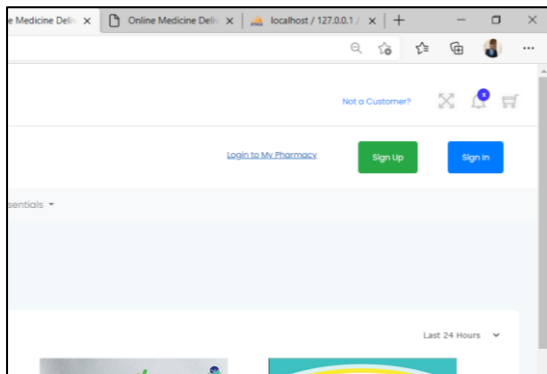 e Medicine Deliv
Online Medicine Deliv
localhost / 127.0.0.1 /
Not a Customer?
Login to My Pharmacy
Sign Up
Sign In
sentials
Last 24 Hours